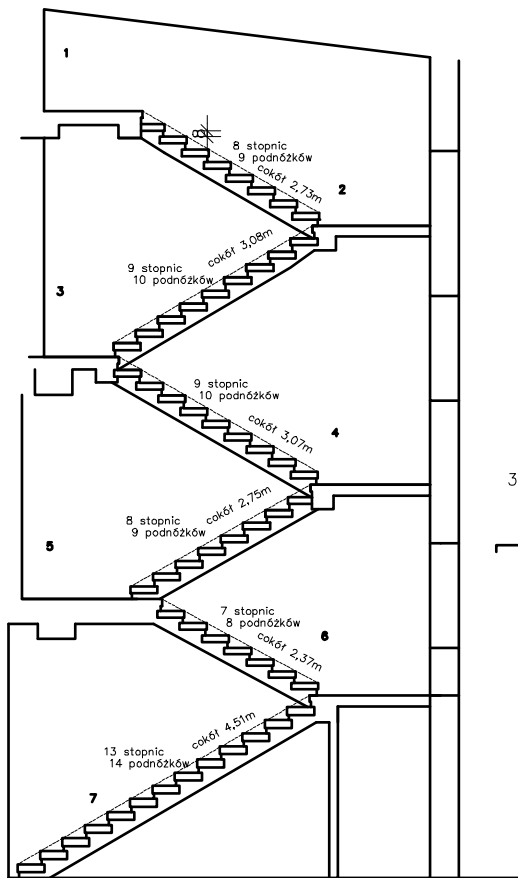 1
8 stopnic
9 podnóżków
cokół 2,73m
2
cokół 3,08m
9 stopnic
10 podnóżków
3
9 stopnic
10 podnóżków
cokół 3,07m
4
3
cokół 2,75m
8 stopnic
9 podnóżków
5
7 stopnic
8 podnóżków
cokół 2,37m
6
cokół 4,51m
13 stopnic
14 podnóżków
7